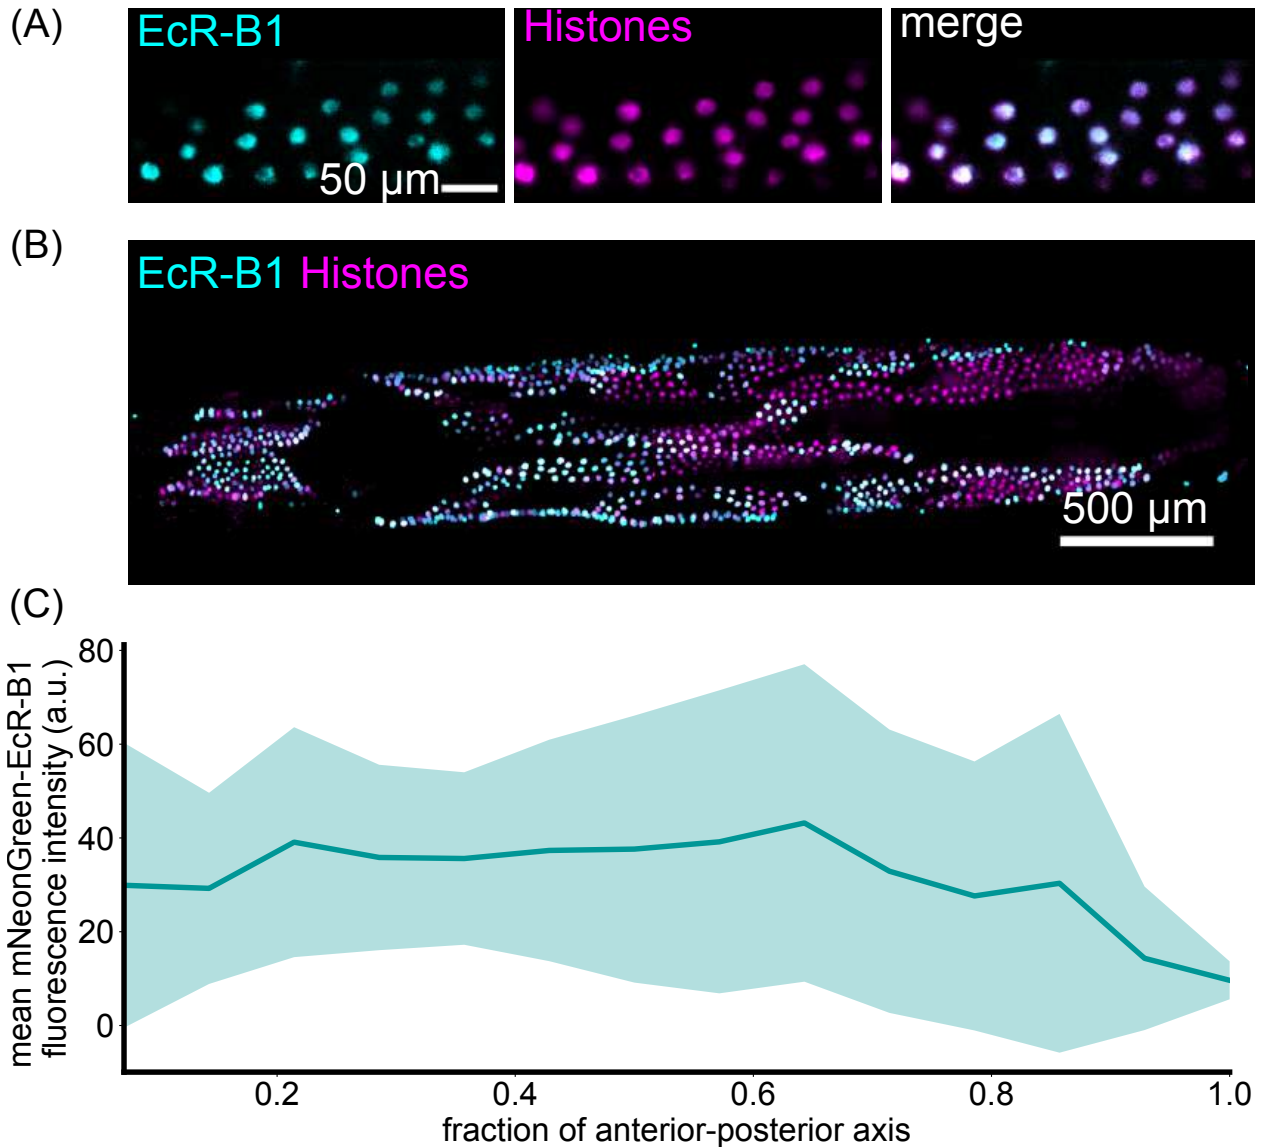 (A)
EcR-B1
Histones
merge
50 μm
(B)
EcR-B1 Histones
500 μm
(C)
mean mNeonGreen-EcR-B1
fluorescence intensity (a.u.)
80
60
40
20
0
0.2
0.4
0.6
0.8
1.0
fraction of anterior-posterior axis